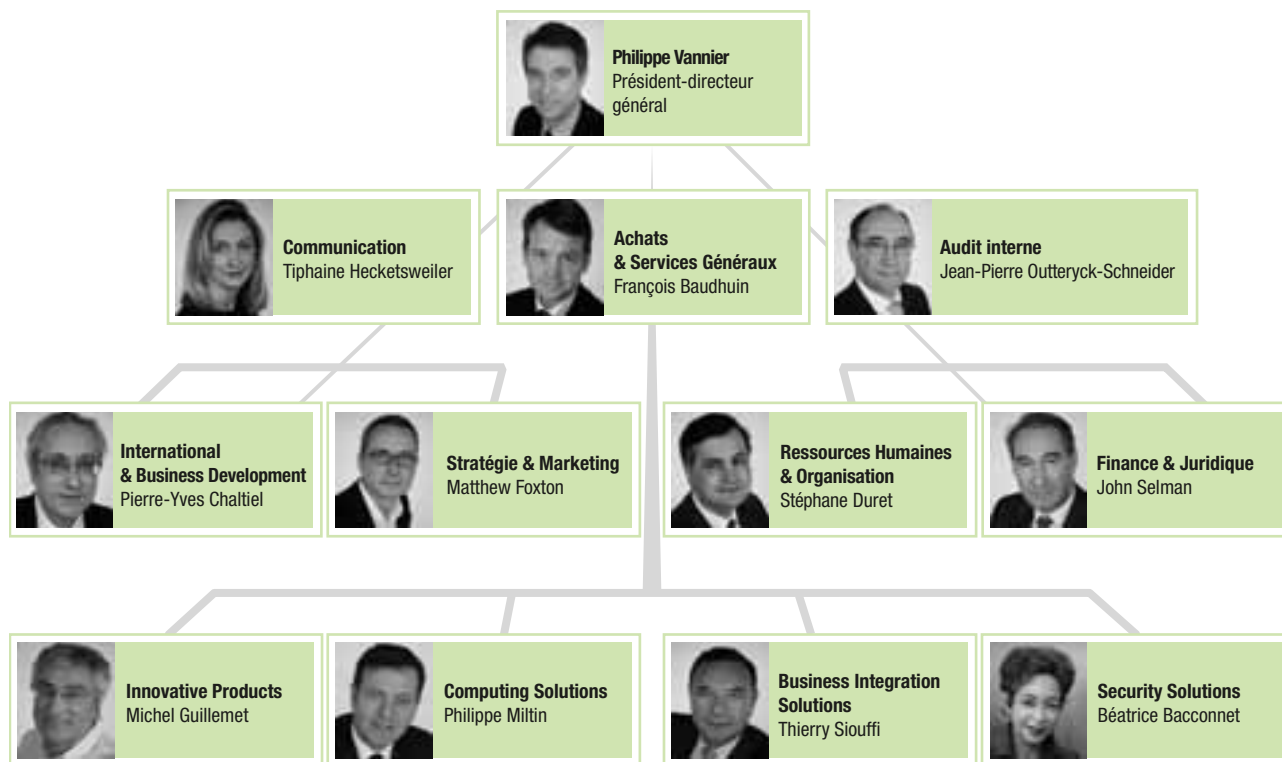 Philippe Vannier
Président-directeur
général
Communication
Tiphaine Hecketsweiler
Achats
& Services Généraux
François Baudhuin
Audit interne
Jean-Pierre Outteryck-Schneider
International
& Business Development
Pierre-Yves Chaltiel
Stratégie & Marketing
Matthew Foxton
Ressources Humaines
& Organisation
Stéphane Duret
Finance & Juridique
John Selman
Innovative Products
Michel Guillemet
Computing Solutions
Philippe Miltin
Business Integration
Solutions
Thierry Siouffi
Security Solutions
Béatrice Bacconnet